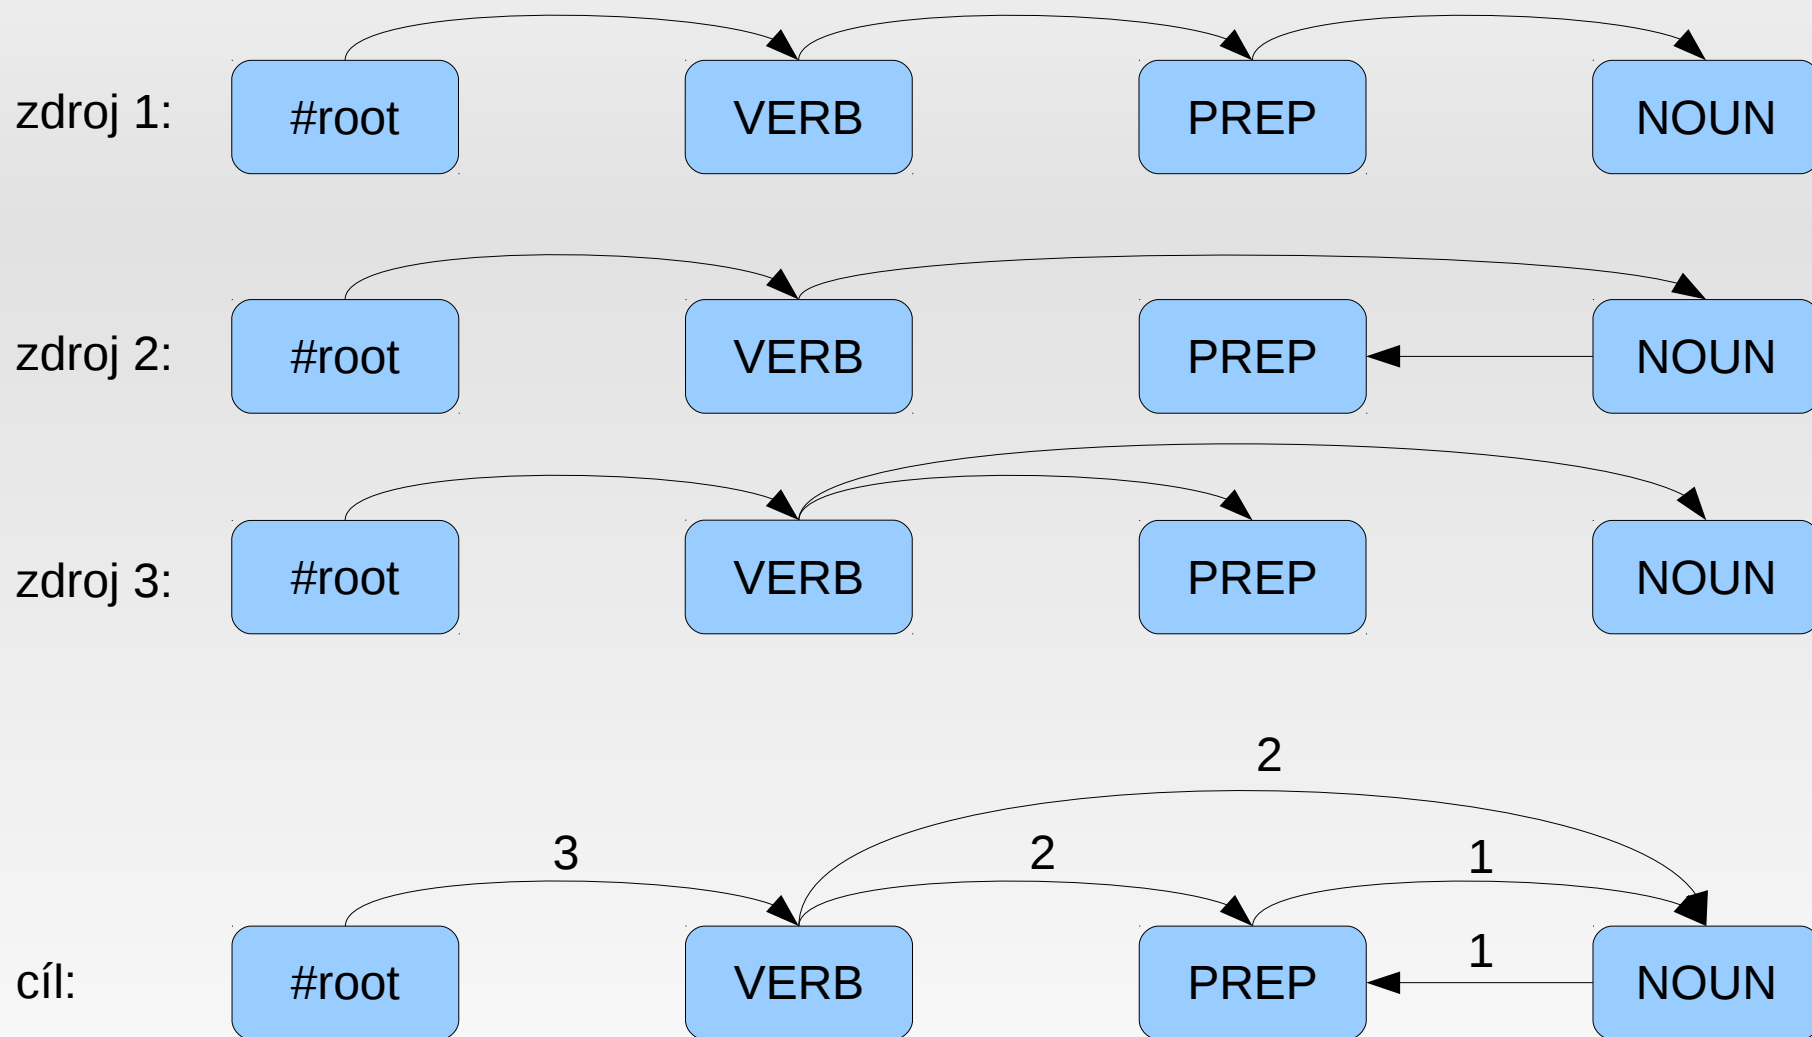 zdroj 1: #root VERB PREP NOUN
zdroj 2: #root VERB PREP NOUN
zdroj 3: #root VERB PREP NOUN
2
3 2 1
1
cíl: #root VERB PREP NOUN